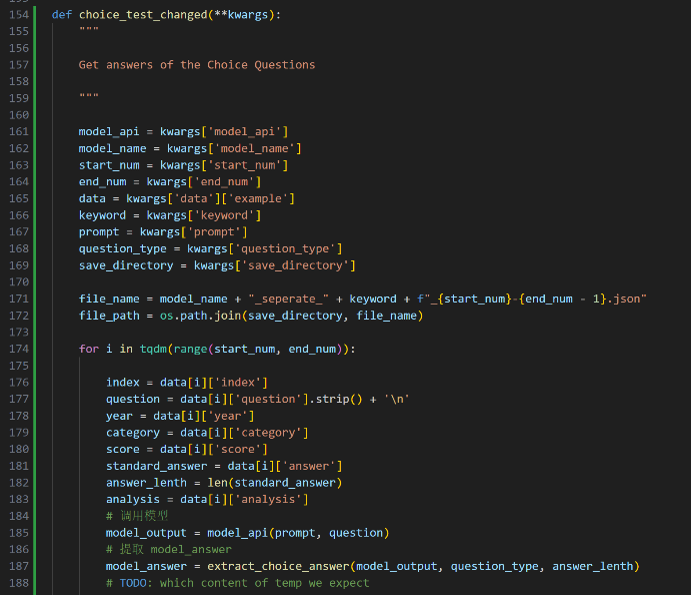 154 def choice_test_changed(**kwargs):
155     """
156
157     Get answers of the Choice Questions
158
159     """
160
161     model_api = kwargs['model_api']
162     model_name = kwargs['model_name']
163     start_num = kwargs['start_num']
164     end_num = kwargs['end_num']
165     data = kwargs['data']['example']
166     keyword = kwargs['keyword']
167     prompt = kwargs['prompt']
168     question_type = kwargs['question_type']
169     save_directory = kwargs['save_directory']
170
171     file_name = model_name + "_seperate_" + keyword + f"_{start_num}-{end_num - 1}.json"
172     file_path = os.path.join(save_directory, file_name)
173
174     for i in tqdm(range(start_num, end_num)):
175
176         index = data[i]['index']
177         question = data[i]['question'].strip() + '\n'
178         year = data[i]['year']
179         category = data[i]['category']
180         score = data[i]['score']
181         standard_answer = data[i]['answer']
182         answer_lenth = len(standard_answer)
183         analysis = data[i]['analysis']
184         # 调用模型
185         model_output = model_api(prompt, question)
186         # 提取 model_answer
187         model_answer = extract_choice_answer(model_output, question_type, answer_lenth)
188         # TODO: which content of temp we expect